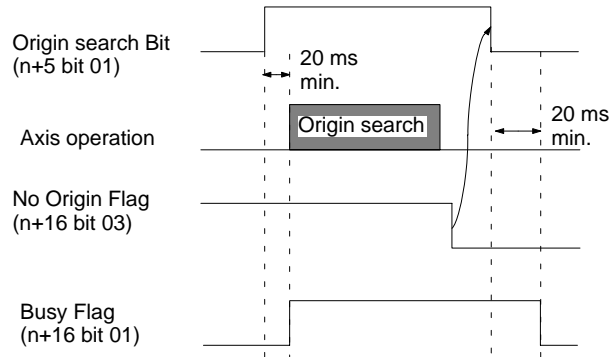 Origin search Bit
(n+5 bit 01)
20 ms
min.
20 ms
min.
Axis operation
Origin search
No Origin Flag
(n+16 bit 03)
Busy Flag
(n+16 bit 01)